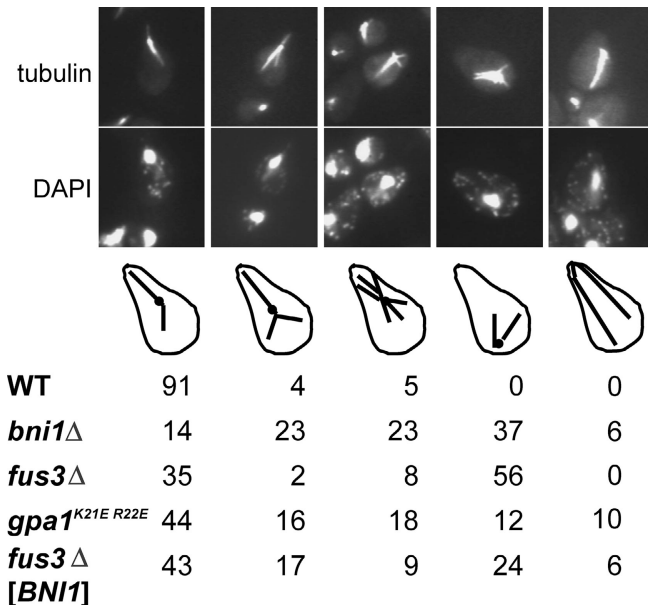 tubulin
DAPI
WT 91 4 5 0 0
bni1Δ 14 23 23 37 6
fus3Δ 35 2 8 56 0
gpa1K21E R22E 44 16 18 12 10
fus3Δ 43 17 9 24 6
[BNI1]